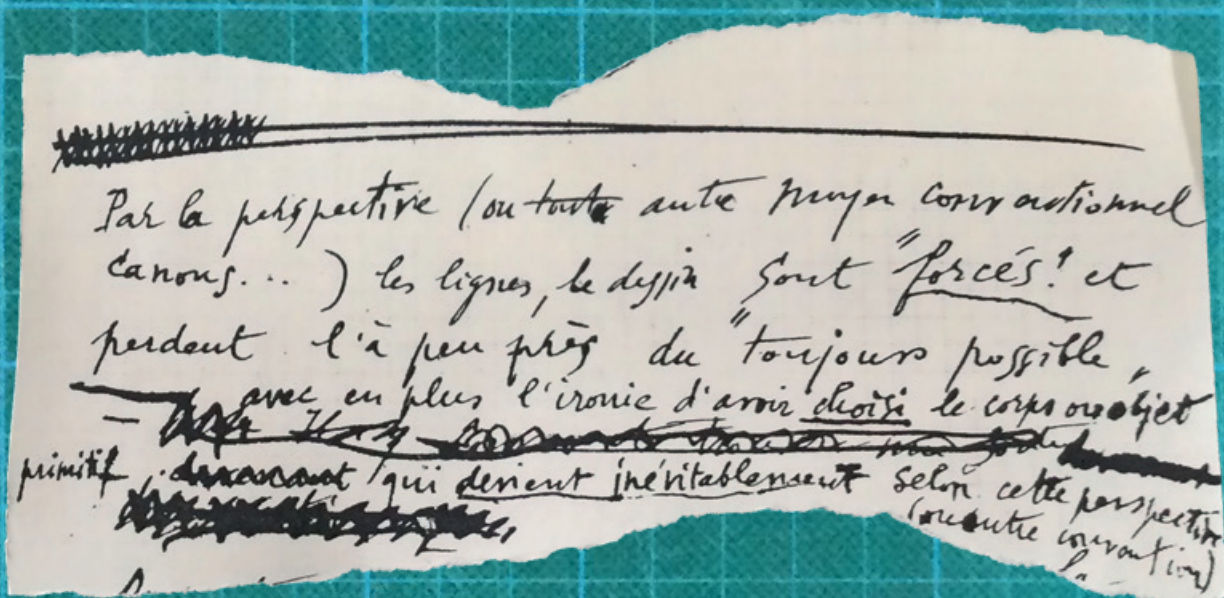 Par la perspective (ou toute autre moyen conventionnel
canons...) les lignes, le dessin sont "forcés" et
perdent l'à peu près du "toujours possible"
— avec en plus l'ironie d'avoir choisi le corps ou objet
primitif, qui devient inévitablement selon cette perspective
(ou autre convention)